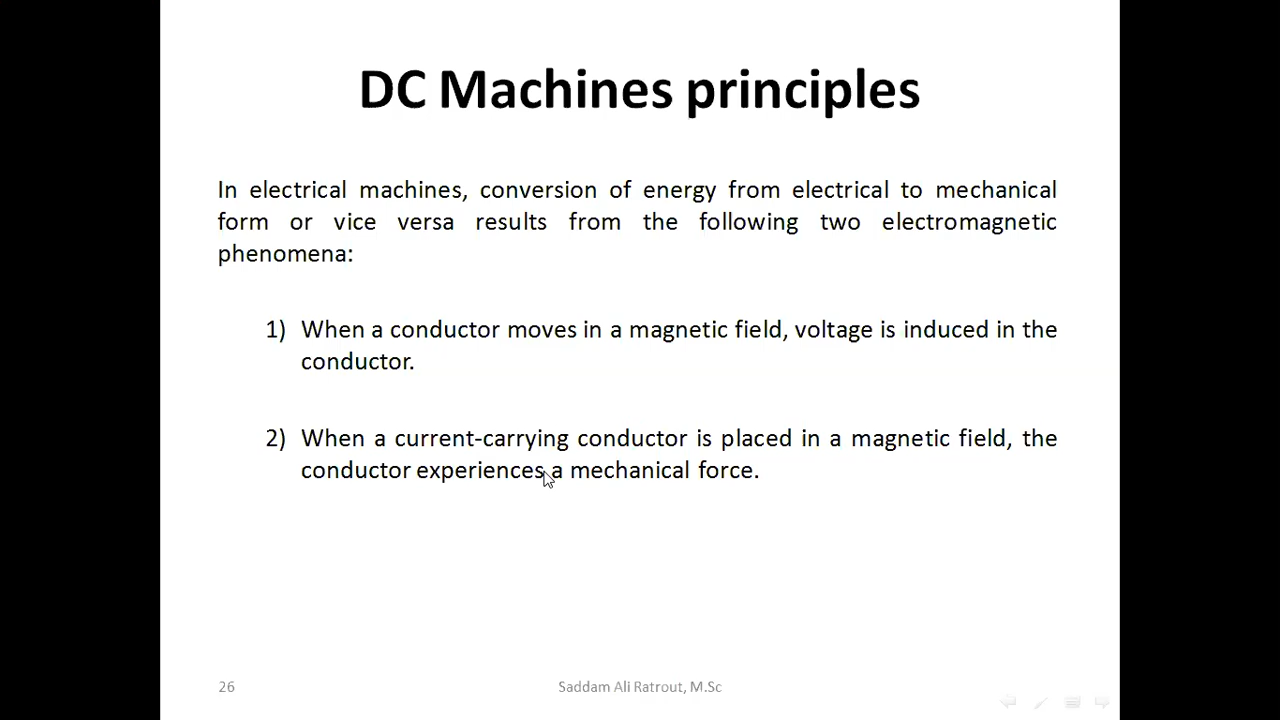 DC Machines principles
In electrical machines, conversion of energy from electrical to mechanical
form or vice versa results from the following two electromagnetic
phenomena:
1) When a conductor moves in a magnetic field, voltage is induced in the
conductor.
2) When a current-carrying conductor is placed in a magnetic field, the
conductor experiences a mechanical force.
26
Saddam Ali Ratrout, M.Sc